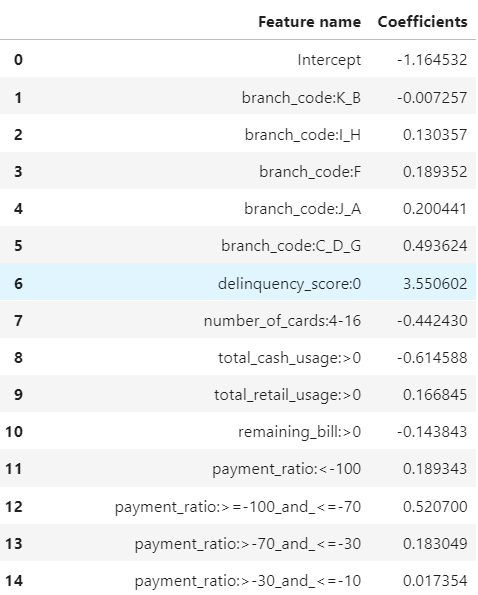 Feature name Coefficients
0 Intercept -1.164532
1 branch_code:K_B -0.007257
2 branch_code:I_H 0.130357
3 branch_code:F 0.189352
4 branch_code:J_A 0.200441
5 branch_code:C_D_G 0.493624
6 delinquency_score:0 3.550602
7 number_of_cards:4-16 -0.442430
8 total_cash_usage:>0 -0.614588
9 total_retail_usage:>0 0.166845
10 remaining_bill:>0 -0.143843
11 payment_ratio:<-100 0.189343
12 payment_ratio:>=-100_and_<=-70 0.520700
13 payment_ratio:>-70_and_<=-30 0.183049
14 payment_ratio:>-30_and_<=-10 0.017354